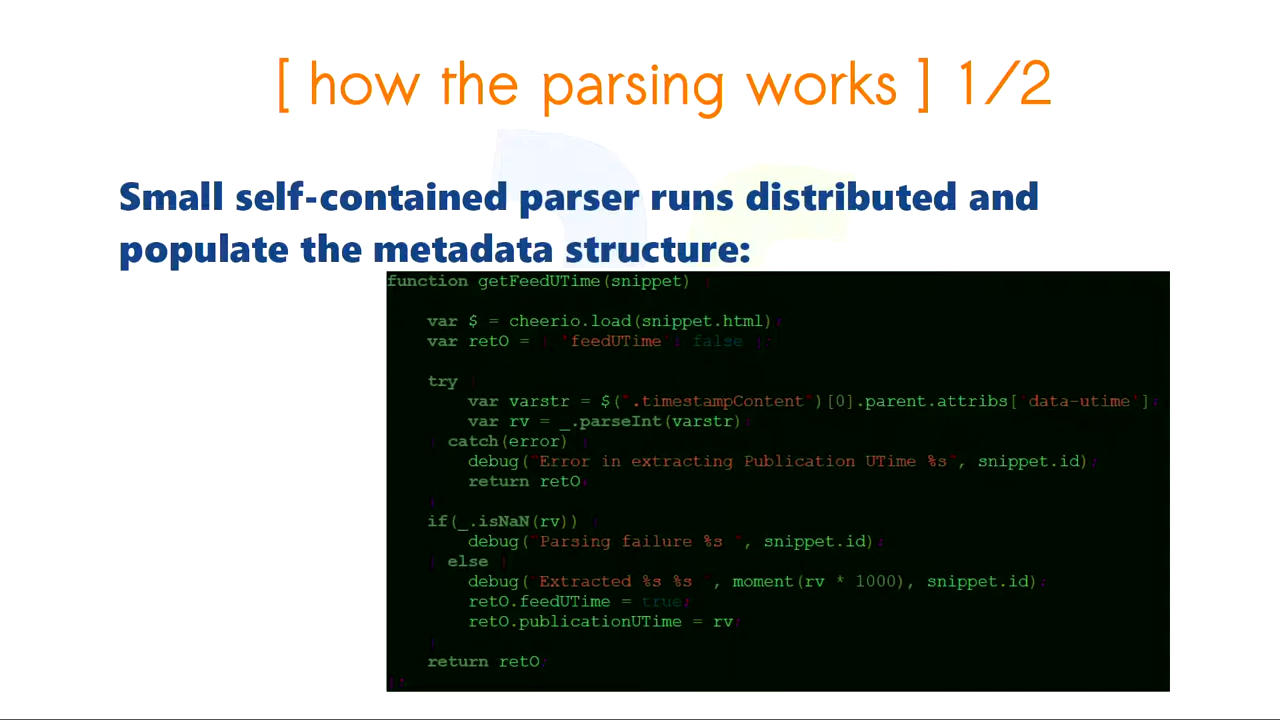 [ how the parsing works ] 1/2
Small self-contained parser runs distributed and
populate the metadata structure:
function getFeedUTime(snippet) {
var $ = cheerio.load(snippet.html);
var retO = { 'feedUTime': false };
try {
var varstr = $(".timestampContent")[0].parent.attribs['data-utime'];
var rv = _.parseInt(varstr);
} catch(error) {
debug("Error in extracting Publication UTime %s", snippet.id);
return retO;
}
if(_.isNaN(rv)) {
debug("Parsing failure %s ", snippet.id);
} else {
debug("Extracted %s %s ", moment(rv * 1000), snippet.id);
retO.feedUTime = true;
retO.publicationUTime = rv;
}
return retO;
};